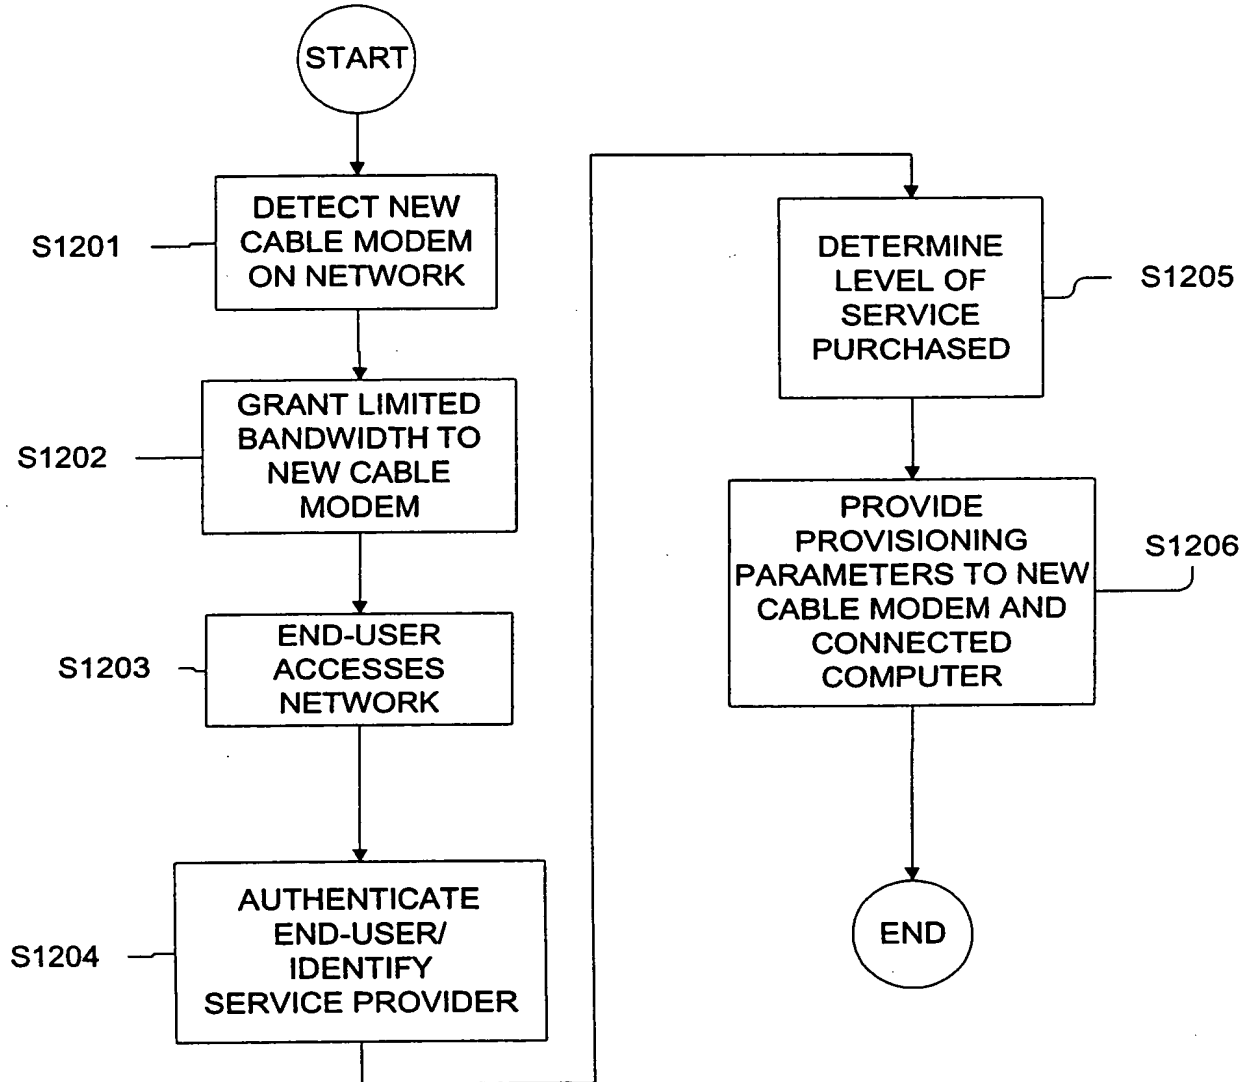 START
S1201
DETECT NEW
CABLE MODEM
ON NETWORK
S1202
GRANT LIMITED
BANDWIDTH TO
NEW CABLE
MODEM
S1203
END-USER
ACCESSES
NETWORK
S1204
AUTHENTICATE
END-USER/
IDENTIFY
SERVICE PROVIDER
DETERMINE
LEVEL OF
SERVICE
PURCHASED
S1205
PROVIDE
PROVISIONING
PARAMETERS TO NEW
CABLE MODEM AND
CONNECTED
COMPUTER
S1206
END